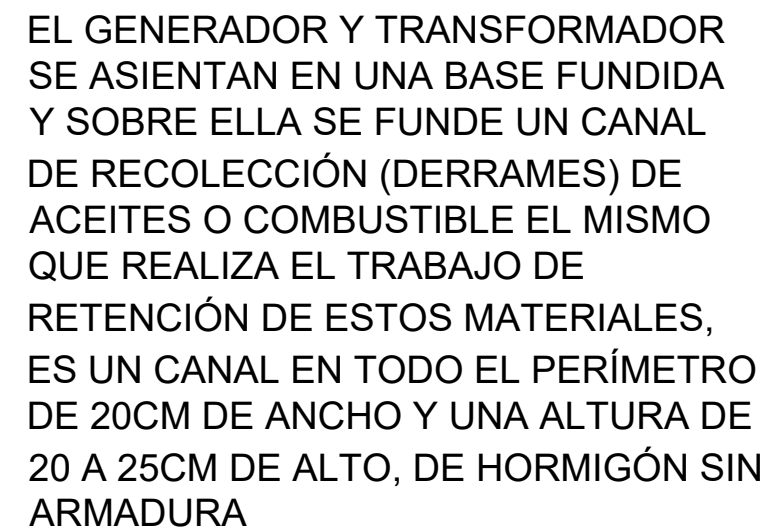 EL GENERADOR Y TRANSFORMADOR
SE ASIENTAN EN UNA BASE FUNDIDA
Y SOBRE ELLA SE FUNDE UN CANAL
DE RECOLECCIÓN (DERRAMES) DE
ACEITES O COMBUSTIBLE EL MISMO
QUE REALIZA EL TRABAJO DE
RETENCIÓN DE ESTOS MATERIALES,
ES UN CANAL EN TODO EL PERÍMETRO
DE 20CM DE ANCHO Y UNA ALTURA DE
20 A 25CM DE ALTO, DE HORMIGÓN SIN
ARMADURA